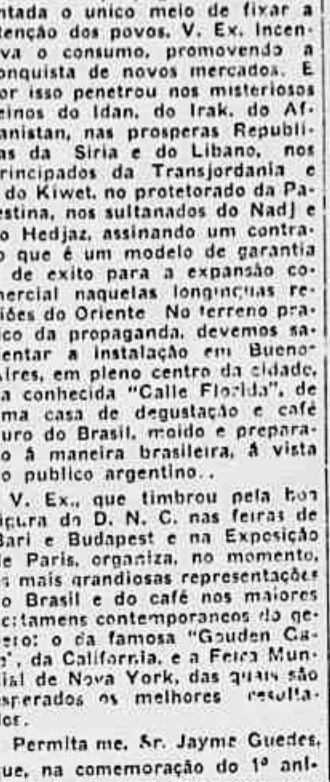 ntada o unico meio de fixar a
tenção dos povos. V. Ex. incen-
va o consumo, promovendo a
onquista de novos mercados. E
or isso penetrou nos misteriosos
einos do Idan, do Irak, do Af-
anistan, nas prosperas Republi-
as da Siria e do Libano, nos
rincipados da Transjordania e
do Kiwet, no protetorado da Pa-
estina, nos sultanados do Nadj e
o Hedjaz, assinando um contra-
o que é um modelo de garantia
de exito para a expansão co-
mercial naquelas longinquas re-
iões do Oriente No terreno pra-
ico da propaganda, devemos sa-
entar a instalação em Bueno-
Aires, em pleno centro da cidade,
a conhecida "Calle Florida", de
ma casa de degustação e café
uro do Brasil, moido e prepara-
o á maneira brasileira, á vista
o publico argentino..
V. Ex., que timbrou pela boa
igura do D. N. C. nas feiras de
Bari e Budapest e na Exposição
de Paris, organiza, no momento,
s mais grandiosas representações
o Brasil e do café nos maiores
citamens contemporaneos do ge-
ero: o da famosa "Gouden Ga-
", da California, e a Feira Mun-
ial de Nova York, das quais são
sperados os melhores resulta-
os.
Permita me, Sr. Jayme Guedes,
ue, na comemoração do 1º ani-